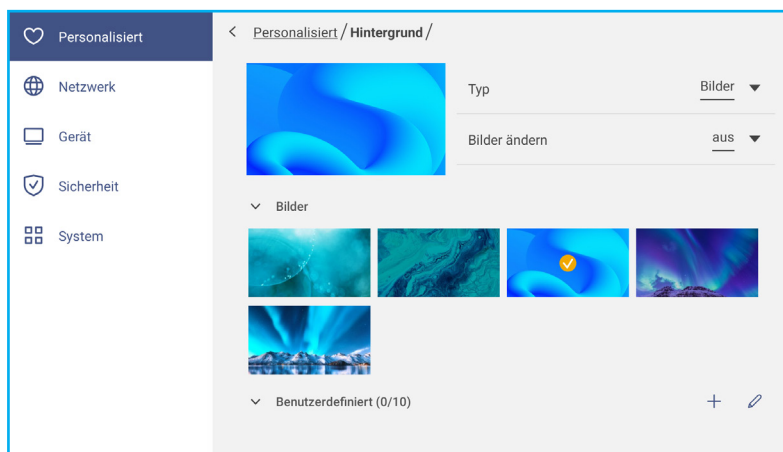 Personalisiert
Netzwerk
Gerät
Sicherheit
System
Personalisiert / Hintergrund /
Typ Bilder
Bilder ändern aus
Bilder
Benutzerdefiniert (0/10)